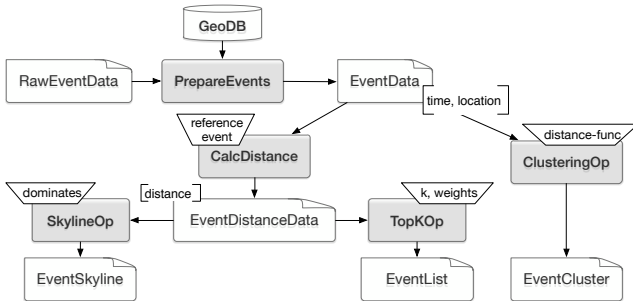 GeoDB
RawEventData
PrepareEvents
EventData
time, location
reference
event
distance-func
CalcDistance
ClusteringOp
dominates
[distance]
k, weights
SkylineOp
EventDistanceData
TopKOp
EventSkyline
EventList
EventCluster